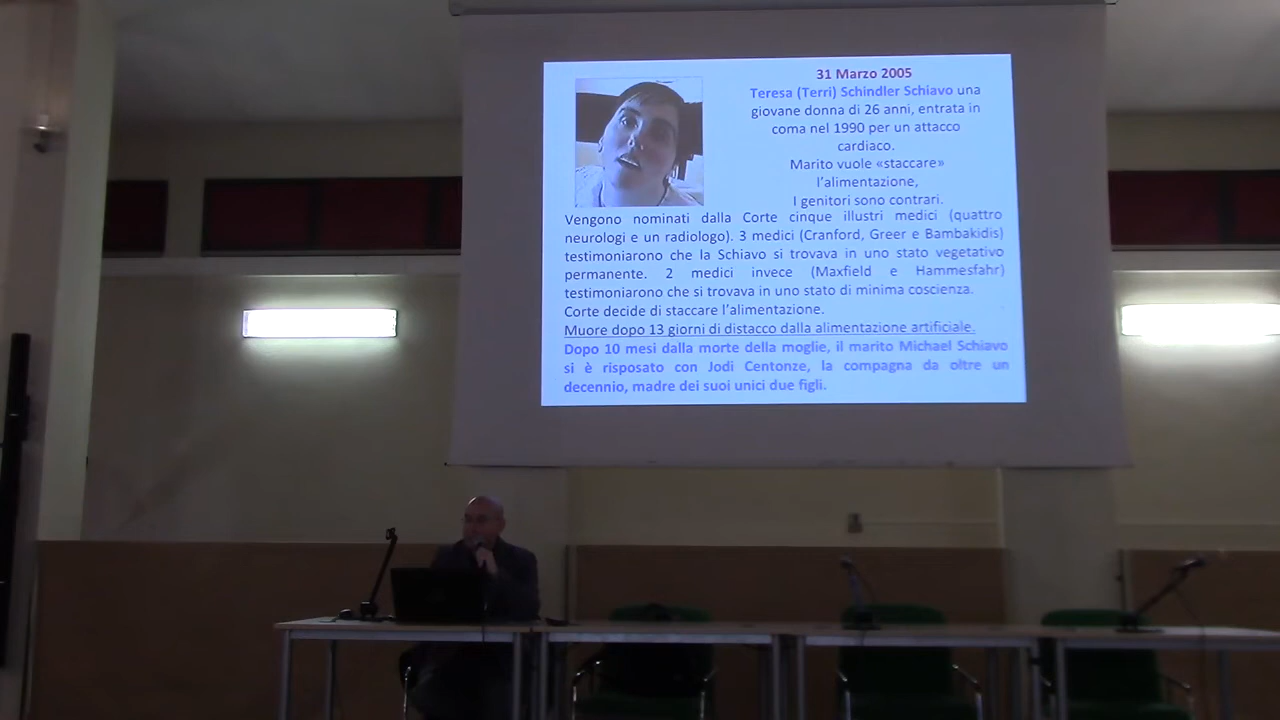 31 Marzo 2005
Teresa (Terri) Schindler Schiavo una
giovane donna di 26 anni, entrata in
coma nel 1990 per un attacco
cardiaco.
Marito vuole «staccare»
l'alimentazione,
I genitori sono contrari.
Vengono nominati dalla Corte cinque illustri medici (quattro
neurologi e un radiologo). 3 medici (Cranford, Greer e Bambakidis)
testimoniarono che la Schiavo si trovava in uno stato vegetativo
permanente. 2 medici invece (Maxfield e Hammesfahr)
testimoniarono che si trovava in uno stato di minima coscienza.
Corte decide di staccare l'alimentazione.
Muore dopo 13 giorni di distacco dalla alimentazione artificiale.
Dopo 10 mesi dalla morte della moglie, il marito Michael Schiavo
si è risposato con Jodi Centonze, la compagna da oltre un
decennio, madre dei suoi unici due figli.